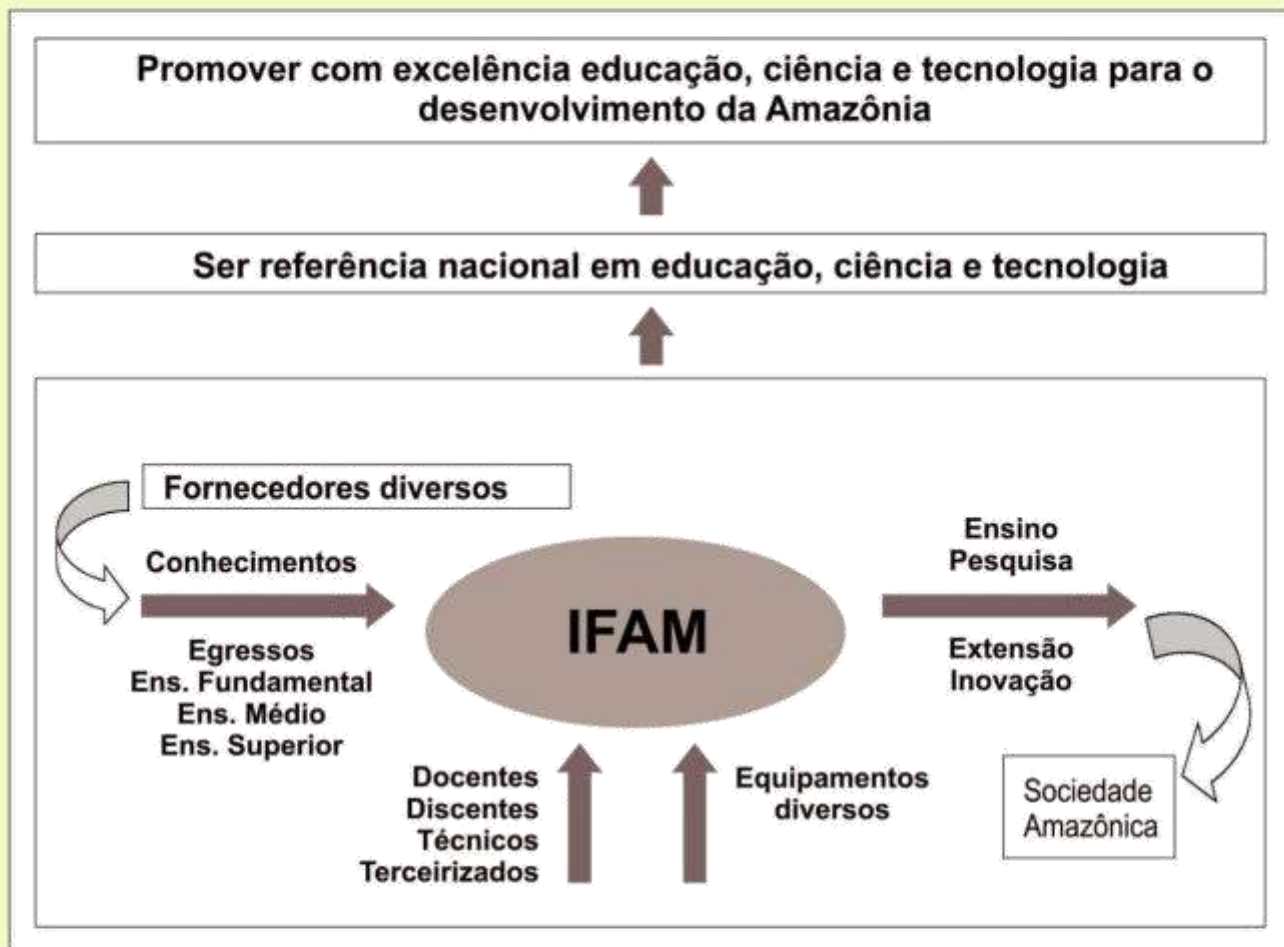 Promover com excelência educação, ciência e tecnologia para o
desenvolvimento da Amazônia
Ser referência nacional em educação, ciência e tecnologia
Fornecedores diversos
Conhecimentos
Egressos
Ens. Fundamental
Ens. Médio
Ens. Superior
IFAM
Ensino
Pesquisa
Extensão
Inovação
Docentes
Discentes
Técnicos
Terceirizados
Equipamentos
diversos
Sociedade
Amazônica